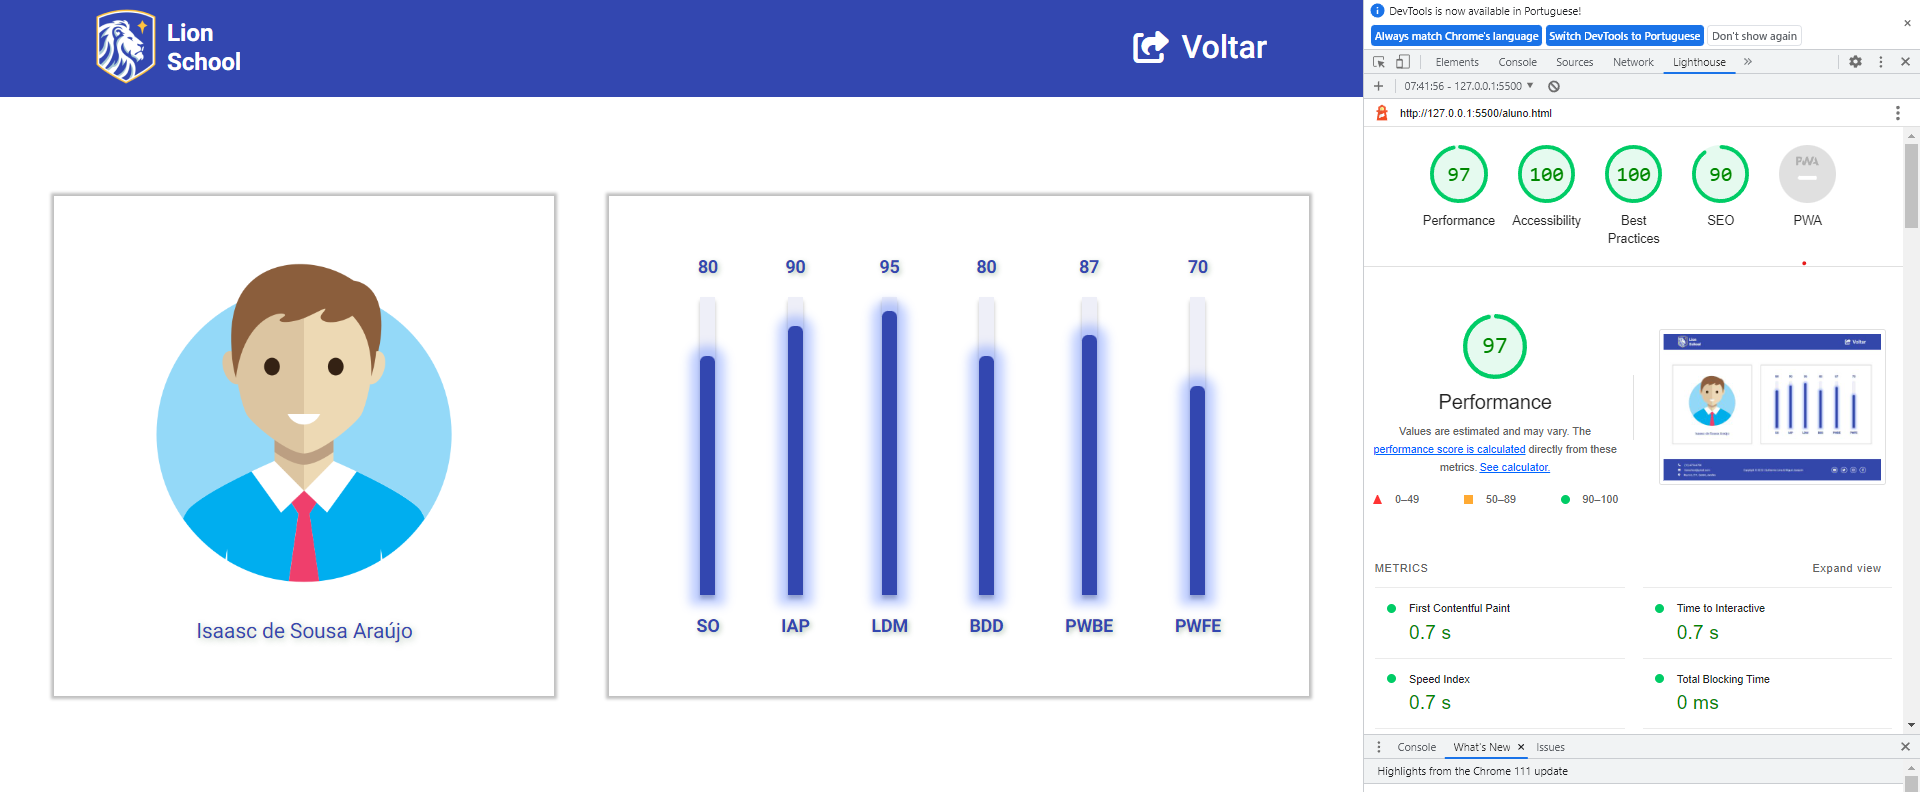 Lion
School
Voltar
80 90 95 80 87 70
SO IAP LDM BDD PWBE PWFE
Isaasc de Sousa Araújo
DevTools is now available in Portuguese!
Always match Chrome's language Switch DevTools to Portuguese Don't show again
Elements Console Sources Network Lighthouse
07:41:56 - 127.0.0.1:5500
http://127.0.0.1:5500/aluno.html
97 100 100 90 PWA
Performance Accessibility Best Practices SEO PWA
97
Performance
Values are estimated and may vary. The
performance score is calculated directly from these
metrics. See calculator.
0–49 50–89 90–100
Lion
School
Voltar
METRICS Expand view
First Contentful Paint Time to Interactive
0.7 s 0.7 s
Speed Index Total Blocking Time
0.7 s 0 ms
Console What's New Issues
Highlights from the Chrome 111 update